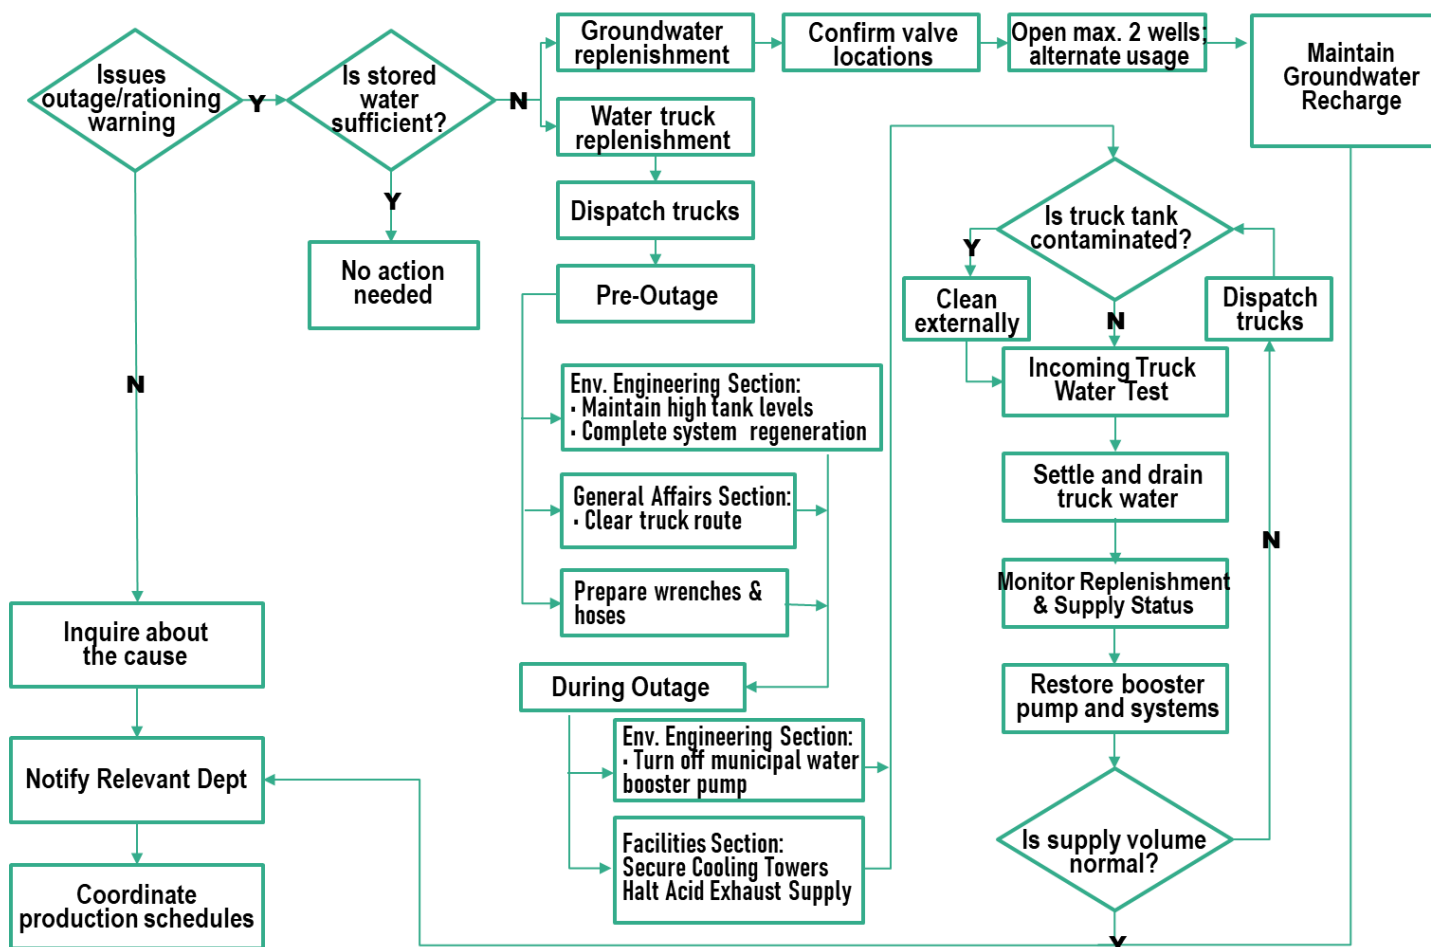 Issues
outage/rationing
warning
Y
Is stored
water
sufficient?
N
Groundwater
replenishment
Confirm valve
locations
Open max. 2 wells;
alternate usage
Maintain
Groundwater
Recharge
Water truck
replenishment
Y
No action
needed
Dispatch trucks
Pre-Outage
Env. Engineering Section:
· Maintain high tank levels
· Complete system  regeneration
General Affairs Section:
· Clear truck route
Prepare wrenches &
hoses
During Outage
Env. Engineering Section:
· Turn off municipal water
booster pump
Facilities Section:
Secure Cooling Towers
Halt Acid Exhaust Supply
Is truck tank
contaminated?
Y
Clean
externally
N
Dispatch
trucks
Incoming Truck
Water Test
Settle and drain
truck water
N
Monitor Replenishment
& Supply Status
Restore booster
pump and systems
Is supply volume
normal?
Y
N
Inquire about
the cause
Notify Relevant Dept
Coordinate
production schedules